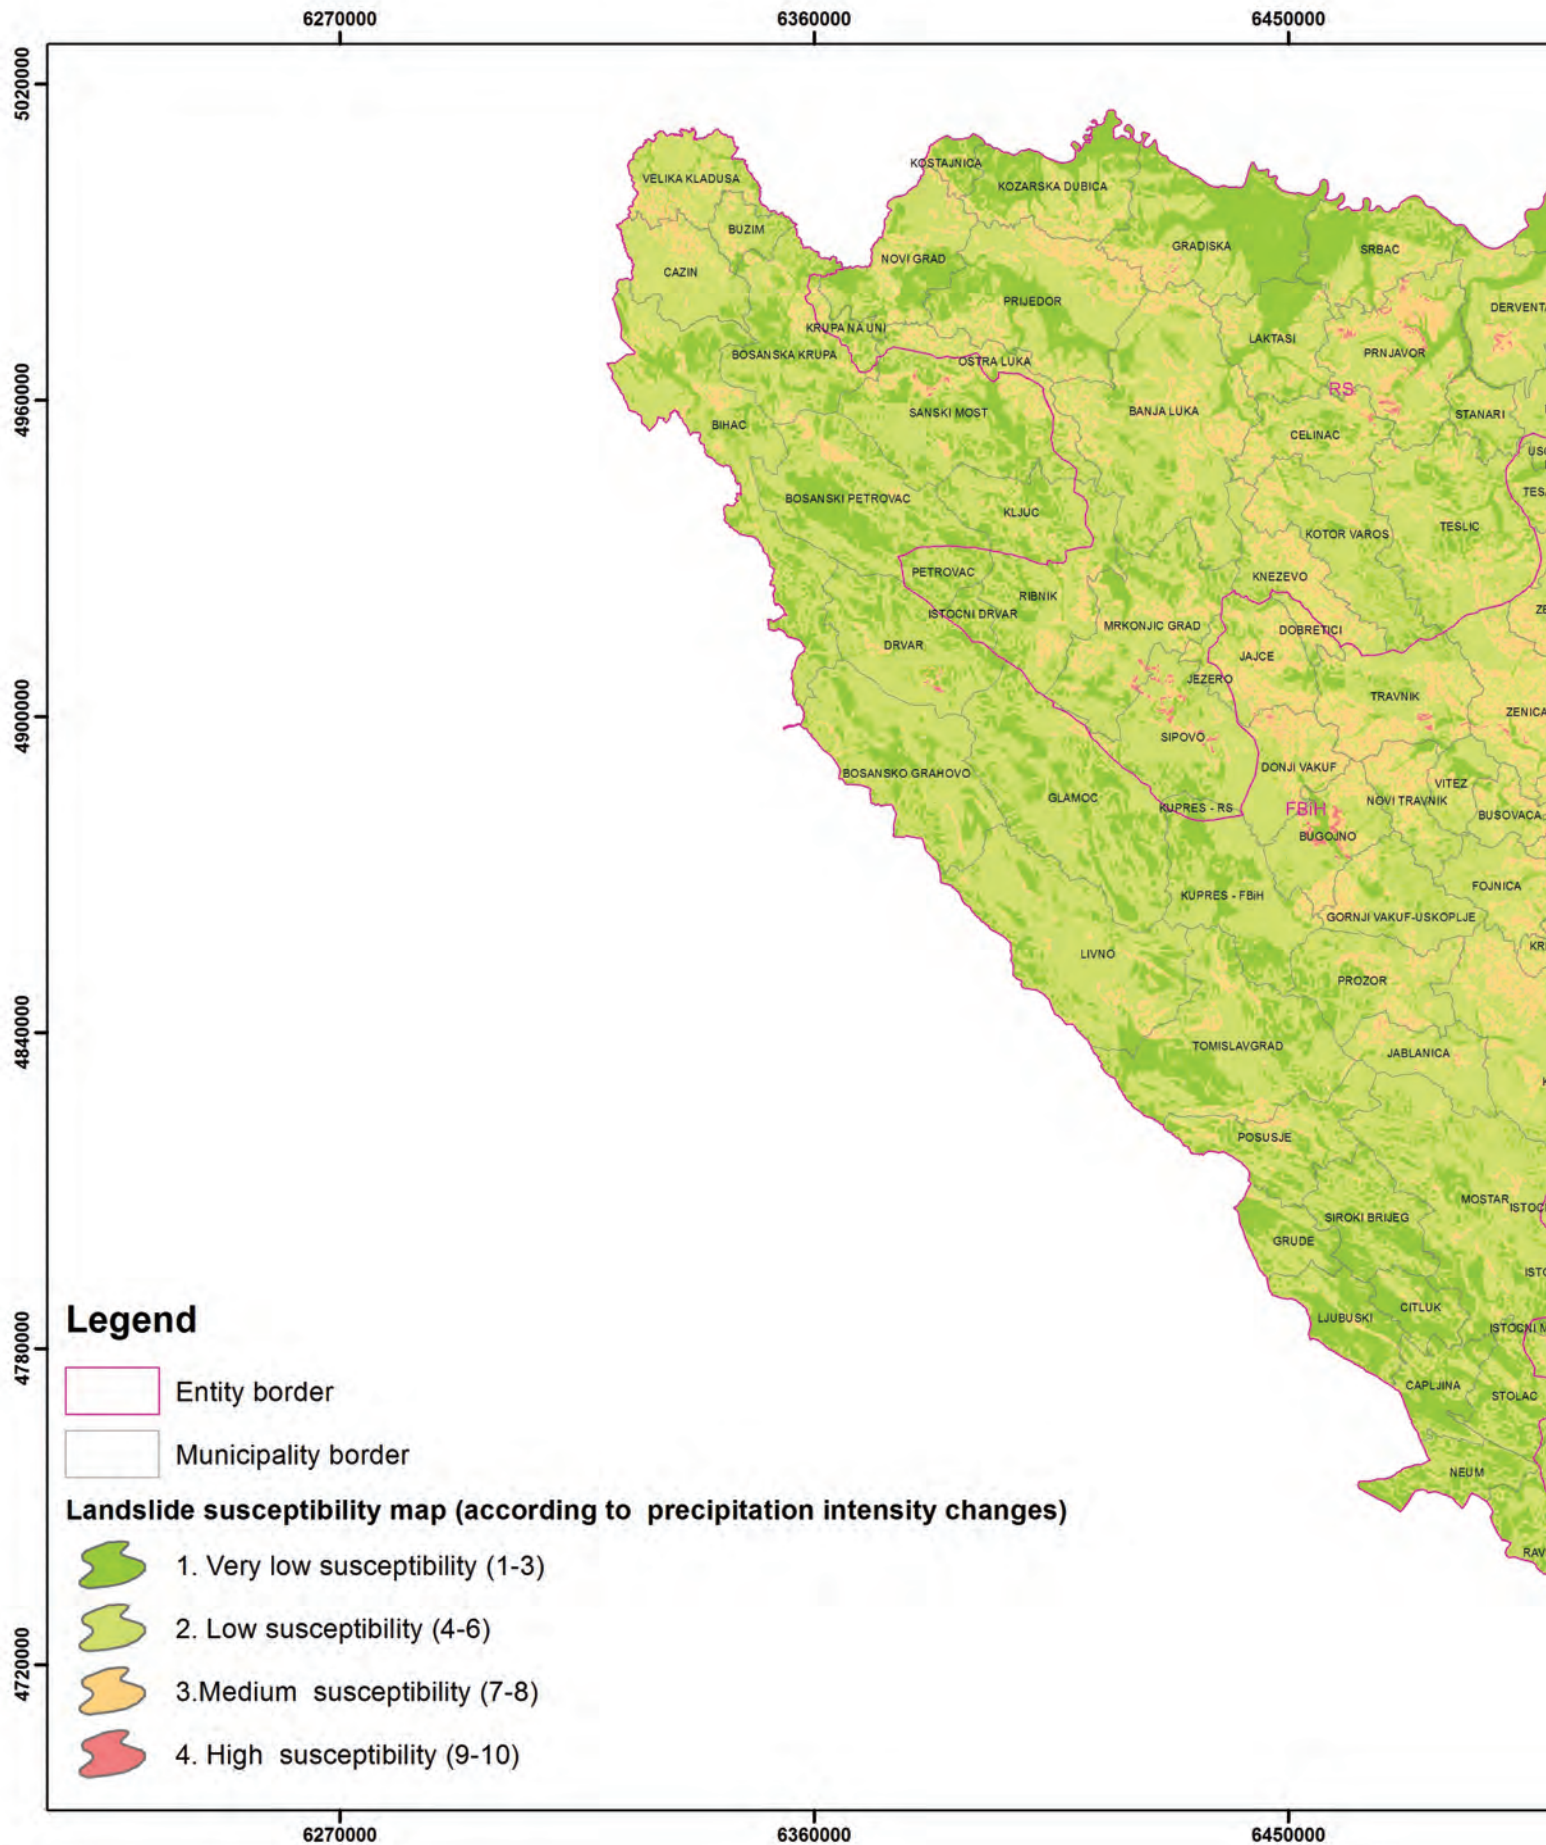 6270000 6360000 6450000
5020000
4960000
4900000
4840000
4780000
4720000
VELIKA KLADUSA
BUZIM
CAZIN
KOSTAJNICA
KOZARSKA DUBICA
NOVI GRAD
GRADISKA
SRBAC
PRIJEDOR
DERVENTA
KRUPA NA UNI
LAKTASI
BOSANSKA KRUPA
OSTRA LUKA
PRNJAVOR
RS
SANSKI MOST
BANJA LUKA
STANARI
BIHAC
CELINAC
BOSANSKI PETROVAC
KLJUC
TESLIC
KOTOR VAROS
PETROVAC
KNEZEVO
RIBNIK
ISTOCNI DRVAR
MRKONJIC GRAD
DOBRETICI
DRVAR
JAJCE
JEZERO
TRAVNIK
ZENICA
SIPOVO
BOSANSKO GRAHOVO
DONJI VAKUF
GLAMOC
VITEZ
NOVI TRAVNIK
KUPRES - RS
FBiH
BUSOVACA
BUGOJNO
KUPRES - FBiH
FOJNICA
GORNJI VAKUF-USKOPLJE
LIVNO
PROZOR
TOMISLAVGRAD
JABLANICA
POSUSJE
MOSTAR
SIROKI BRIJEG
GRUDE
CITLUK
LJUBUSKI
ISTOCNI M
CAPLJINA
STOLAC
NEUM
RAV
Legend
Entity border
Municipality border
Landslide susceptibility map (according to precipitation intensity changes)
1. Very low susceptibility (1-3)
2. Low susceptibility (4-6)
3.Medium susceptibility (7-8)
4. High susceptibility (9-10)
6270000 6360000 6450000